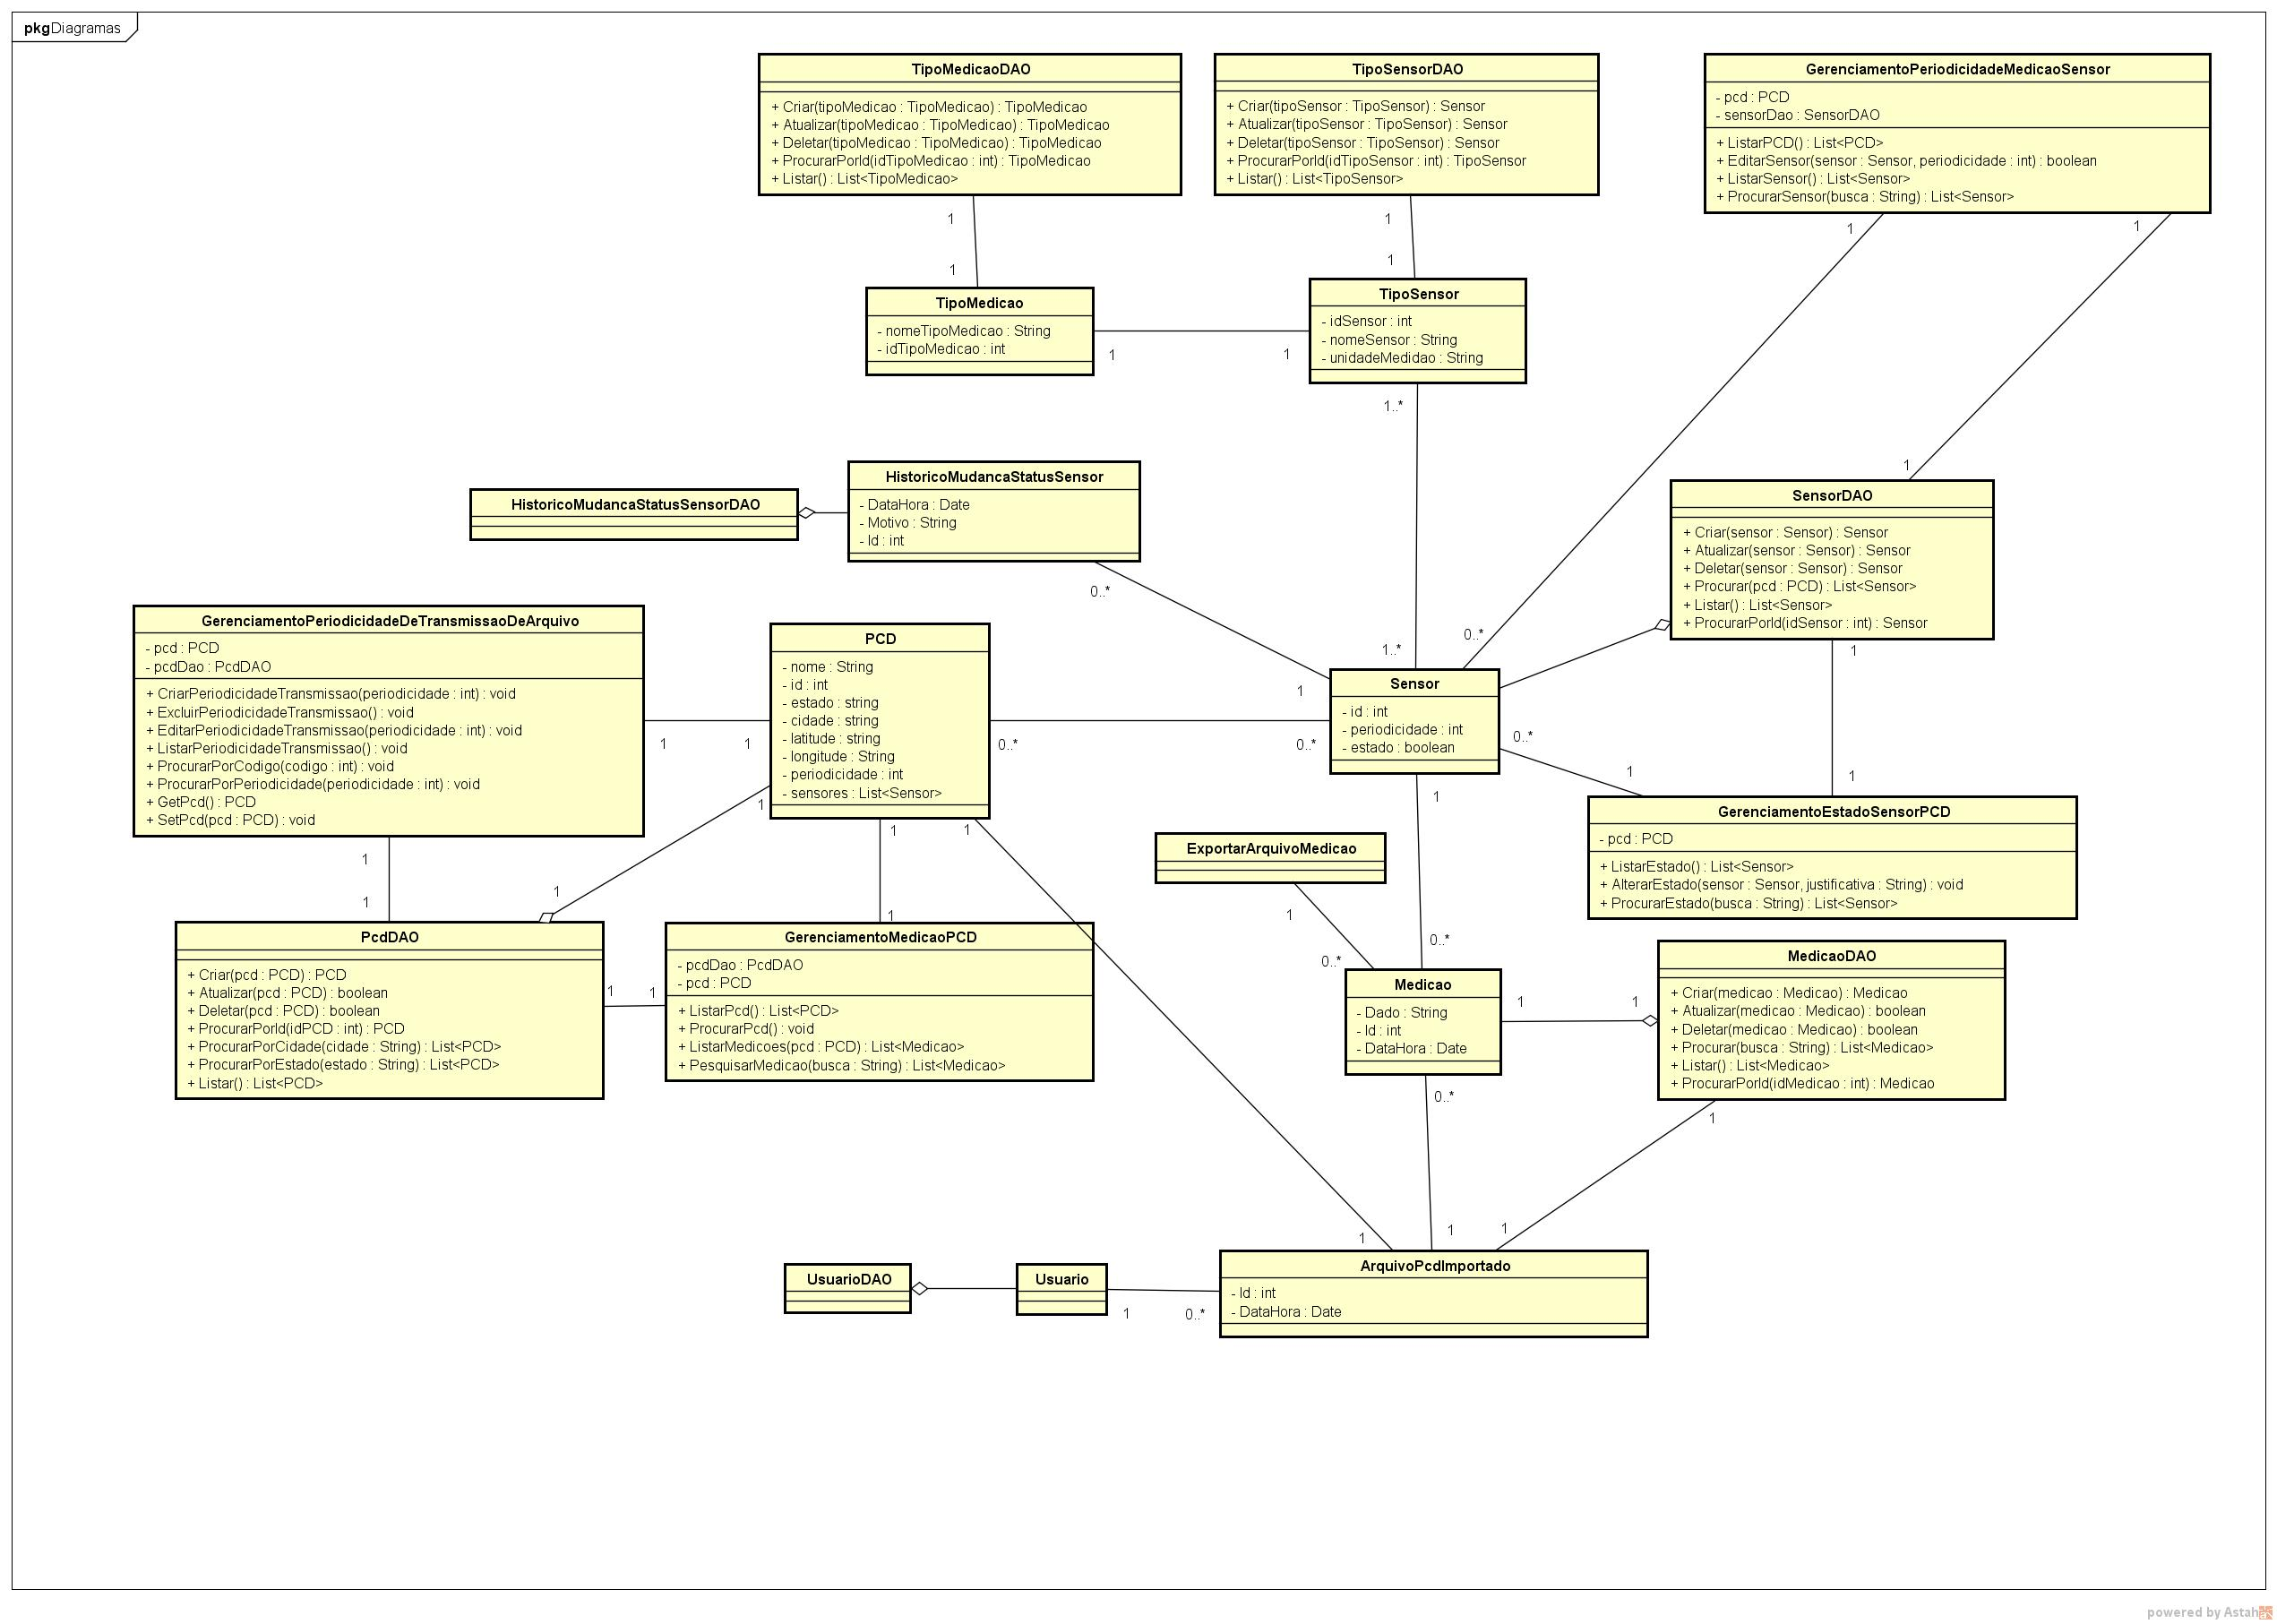 pkgDiagramas
TipoMedicaoDAO
+ Criar(tipoMedicao : TipoMedicao) : TipoMedicao
+ Atualizar(tipoMedicao : TipoMedicao) : TipoMedicao
+ Deletar(tipoMedicao : TipoMedicao) : TipoMedicao
+ ProcurarPorId(idTipoMedicao : int) : TipoMedicao
+ Listar() : List<TipoMedicao>
TipoSensorDAO
+ Criar(tipoSensor : TipoSensor) : Sensor
+ Atualizar(tipoSensor : TipoSensor) : Sensor
+ Deletar(tipoSensor : TipoSensor) : Sensor
+ ProcurarPorId(idTipoSensor : int) : TipoSensor
+ Listar() : List<TipoSensor>
GerenciamentoPeriodicidadeMedicaoSensor
- pcd : PCD
- sensorDao : SensorDAO
+ ListarPCD() : List<PCD>
+ EditarSensor(sensor : Sensor, periodicidade : int) : boolean
+ ListarSensor() : List<Sensor>
+ ProcurarSensor(busca : String) : List<Sensor>
1
1
1
1
1
1
TipoMedicao
- nomeTipoMedicao : String
- idTipoMedicao : int
1
1
TipoSensor
- idSensor : int
- nomeSensor : String
- unidadeMedidao : String
1..*
1
HistoricoMudancaStatusSensorDAO
HistoricoMudancaStatusSensor
- DataHora : Date
- Motivo : String
- Id : int
0..*
SensorDAO
+ Criar(sensor : Sensor) : Sensor
+ Atualizar(sensor : Sensor) : Sensor
+ Deletar(sensor : Sensor) : Sensor
+ Procurar(pcd : PCD) : List<Sensor>
+ Listar() : List<Sensor>
+ ProcurarPorId(idSensor : int) : Sensor
1
GerenciamentoPeriodicidadeDeTransmissaoDeArquivo
- pcd : PCD
- pcdDao : PcdDAO
+ CriarPeriodicidadeTransmissao(periodicidade : int) : void
+ ExcluirPeriodicidadeTransmissao() : void
+ EditarPeriodicidadeTransmissao(periodicidade : int) : void
+ ListarPeriodicidadeTransmissao() : void
+ ProcurarPorCodigo(codigo : int) : void
+ ProcurarPorPeriodicidade(periodicidade : int) : void
+ GetPcd() : PCD
+ SetPcd(pcd : PCD) : void
1
1
PCD
- nome : String
- id : int
- estado : string
- cidade : string
- latitude : string
- longitude : String
- periodicidade : int
- sensores : List<Sensor>
0..*
0..*
1
1..*
0..*
Sensor
- id : int
- periodicidade : int
- estado : boolean
0..*
1
1
1
GerenciamentoEstadoSensorPCD
- pcd : PCD
+ ListarEstado() : List<Sensor>
+ AlterarEstado(sensor : Sensor, justificativa : String) : void
+ ProcurarEstado(busca : String) : List<Sensor>
1
1
1
1
1
1
1
ExportarArquivoMedicao
1
0..*
0..*
PcdDAO
+ Criar(pcd : PCD) : PCD
+ Atualizar(pcd : PCD) : boolean
+ Deletar(pcd : PCD) : boolean
+ ProcurarPorId(idPCD : int) : PCD
+ ProcurarPorCidade(cidade : String) : List<PCD>
+ ProcurarPorEstado(estado : String) : List<PCD>
+ Listar() : List<PCD>
1
1
GerenciamentoMedicaoPCD
- pcdDao : PcdDAO
- pcd : PCD
+ ListarPcd() : List<PCD>
+ ProcurarPcd() : void
+ ListarMedicoes(pcd : PCD) : List<Medicao>
+ PesquisarMedicao(busca : String) : List<Medicao>
Medicao
- Dado : String
- Id : int
- DataHora : Date
1
1
MedicaoDAO
+ Criar(medicao : Medicao) : Medicao
+ Atualizar(medicao : Medicao) : boolean
+ Deletar(medicao : Medicao) : boolean
+ Procurar(busca : String) : List<Medicao>
+ Listar() : List<Medicao>
+ ProcurarPorId(idMedicao : int) : Medicao
0..*
1
1
1
1
UsuarioDAO
Usuario
1
0..*
ArquivoPcdImportado
- Id : int
- DataHora : Date
powered by Astah